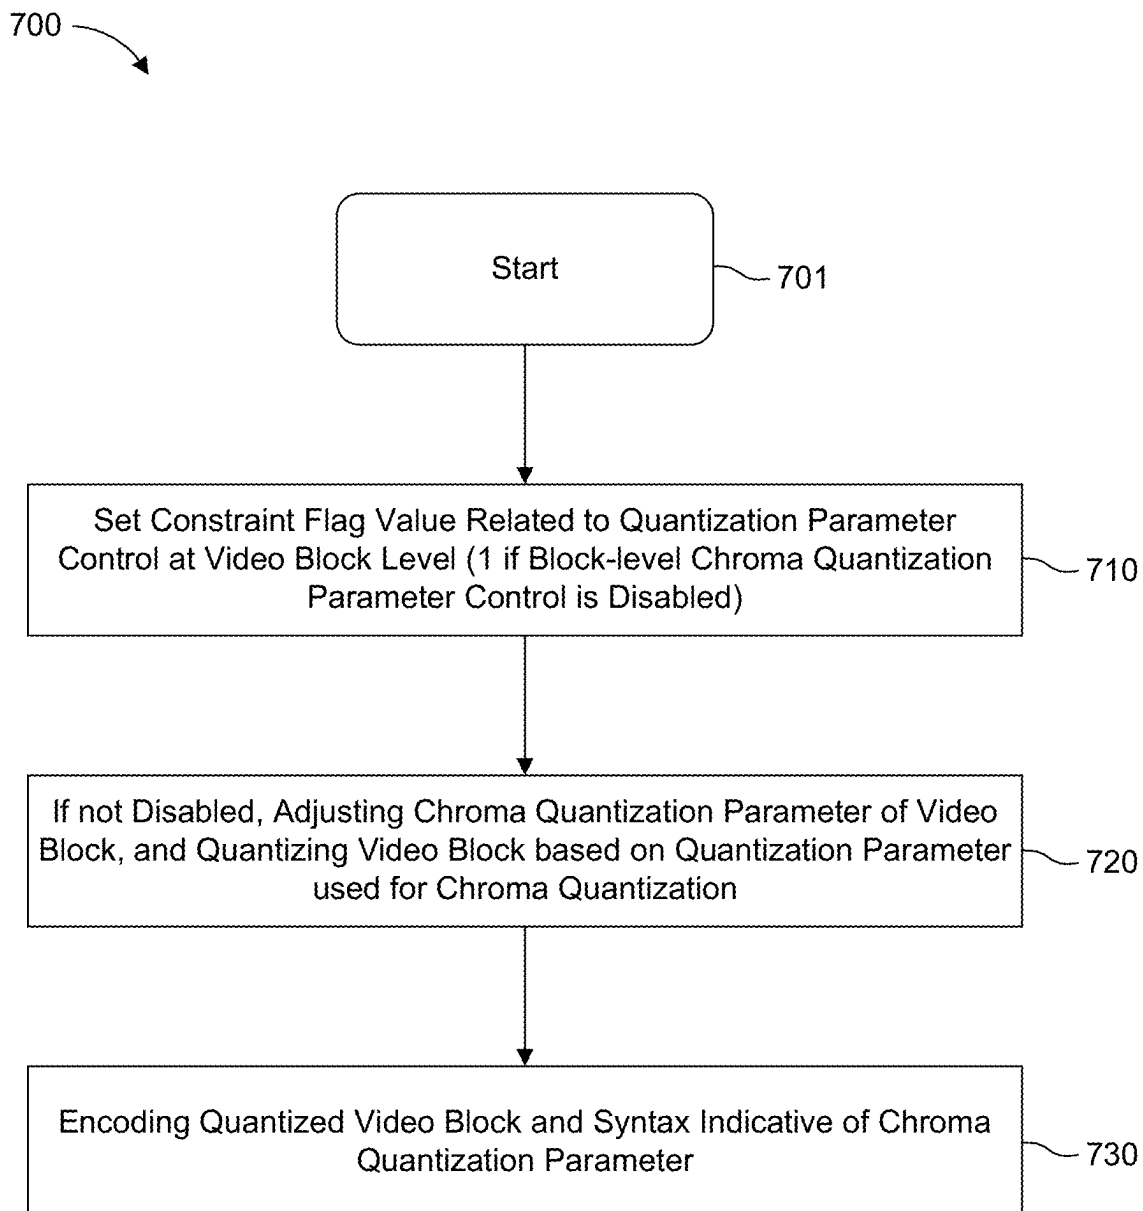 700
Start
701
Set Constraint Flag Value Related to Quantization Parameter
Control at Video Block Level (1 if Block-level Chroma Quantization
Parameter Control is Disabled)
710
If not Disabled, Adjusting Chroma Quantization Parameter of Video
Block, and Quantizing Video Block based on Quantization Parameter
used for Chroma Quantization
720
Encoding Quantized Video Block and Syntax Indicative of Chroma
Quantization Parameter
730